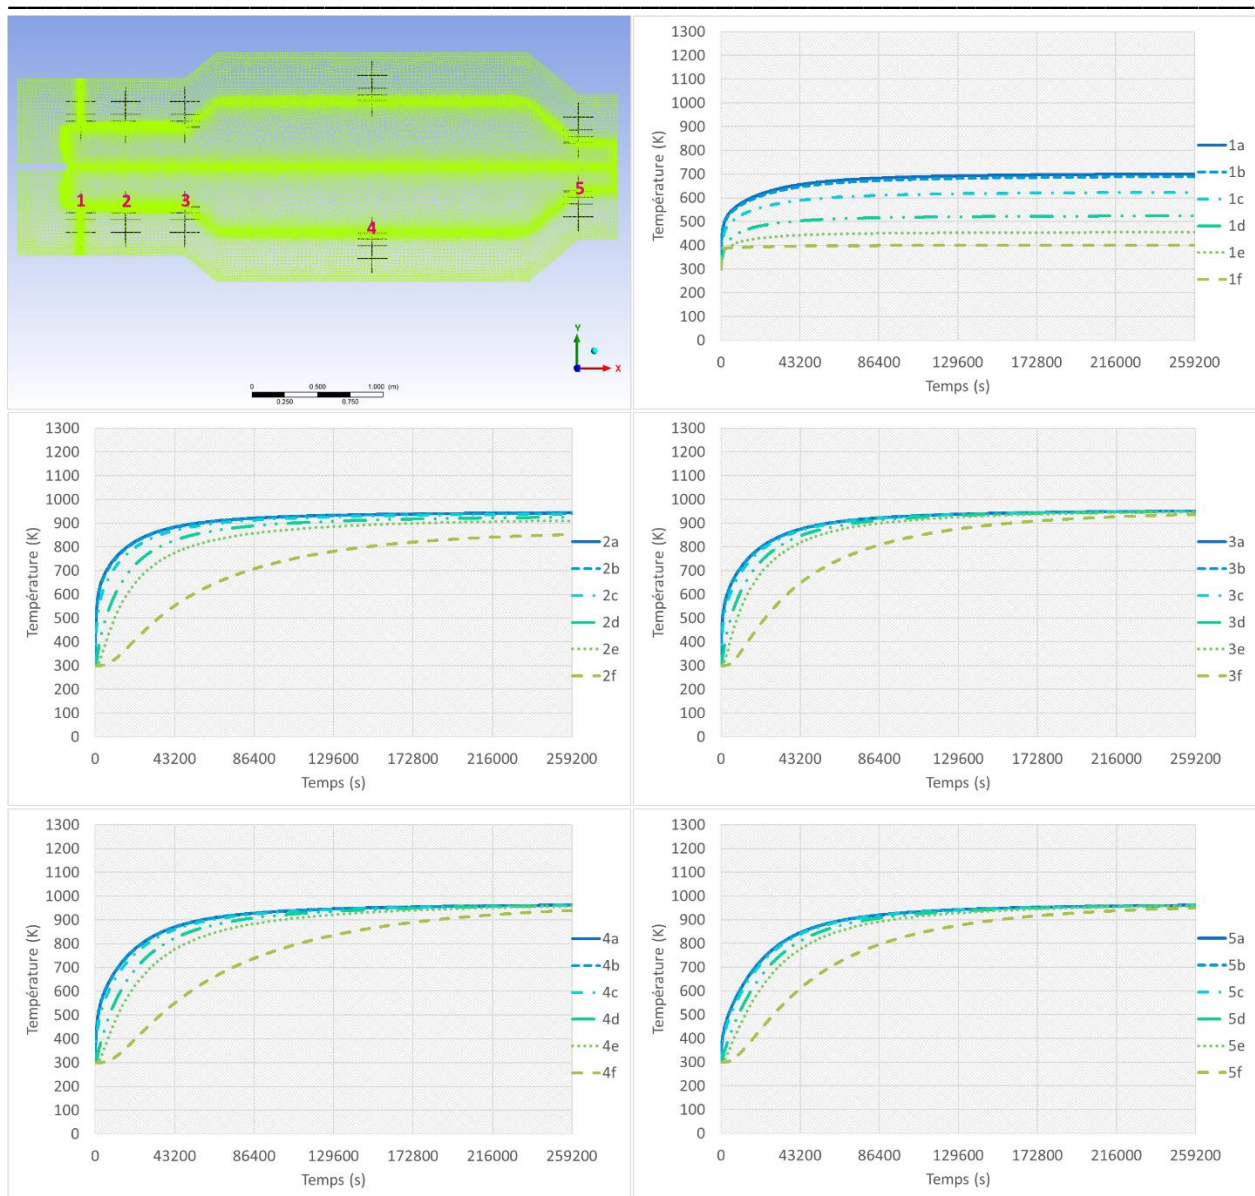 1 2 3 4 5
Y
X
0 0.500 1.000 (m)
0.250 0.750
1300
1200
1100
1000
900
800
700
600
500
400
300
200
100
0
Température (K)
0 43200 86400 129600 172800 216000 259200
Temps (s)
1a
1b
1c
1d
1e
1f
1300
1200
1100
1000
900
800
700
600
500
400
300
200
100
0
Température (K)
0 43200 86400 129600 172800 216000 259200
Temps (s)
2a
2b
2c
2d
2e
2f
1300
1200
1100
1000
900
800
700
600
500
400
300
200
100
0
Température (K)
0 43200 86400 129600 172800 216000 259200
Temps (s)
3a
3b
3c
3d
3e
3f
1300
1200
1100
1000
900
800
700
600
500
400
300
200
100
0
Température (K)
0 43200 86400 129600 172800 216000 259200
Temps (s)
4a
4b
4c
4d
4e
4f
1300
1200
1100
1000
900
800
700
600
500
400
300
200
100
0
Température (K)
0 43200 86400 129600 172800 216000 259200
Temps (s)
5a
5b
5c
5d
5e
5f